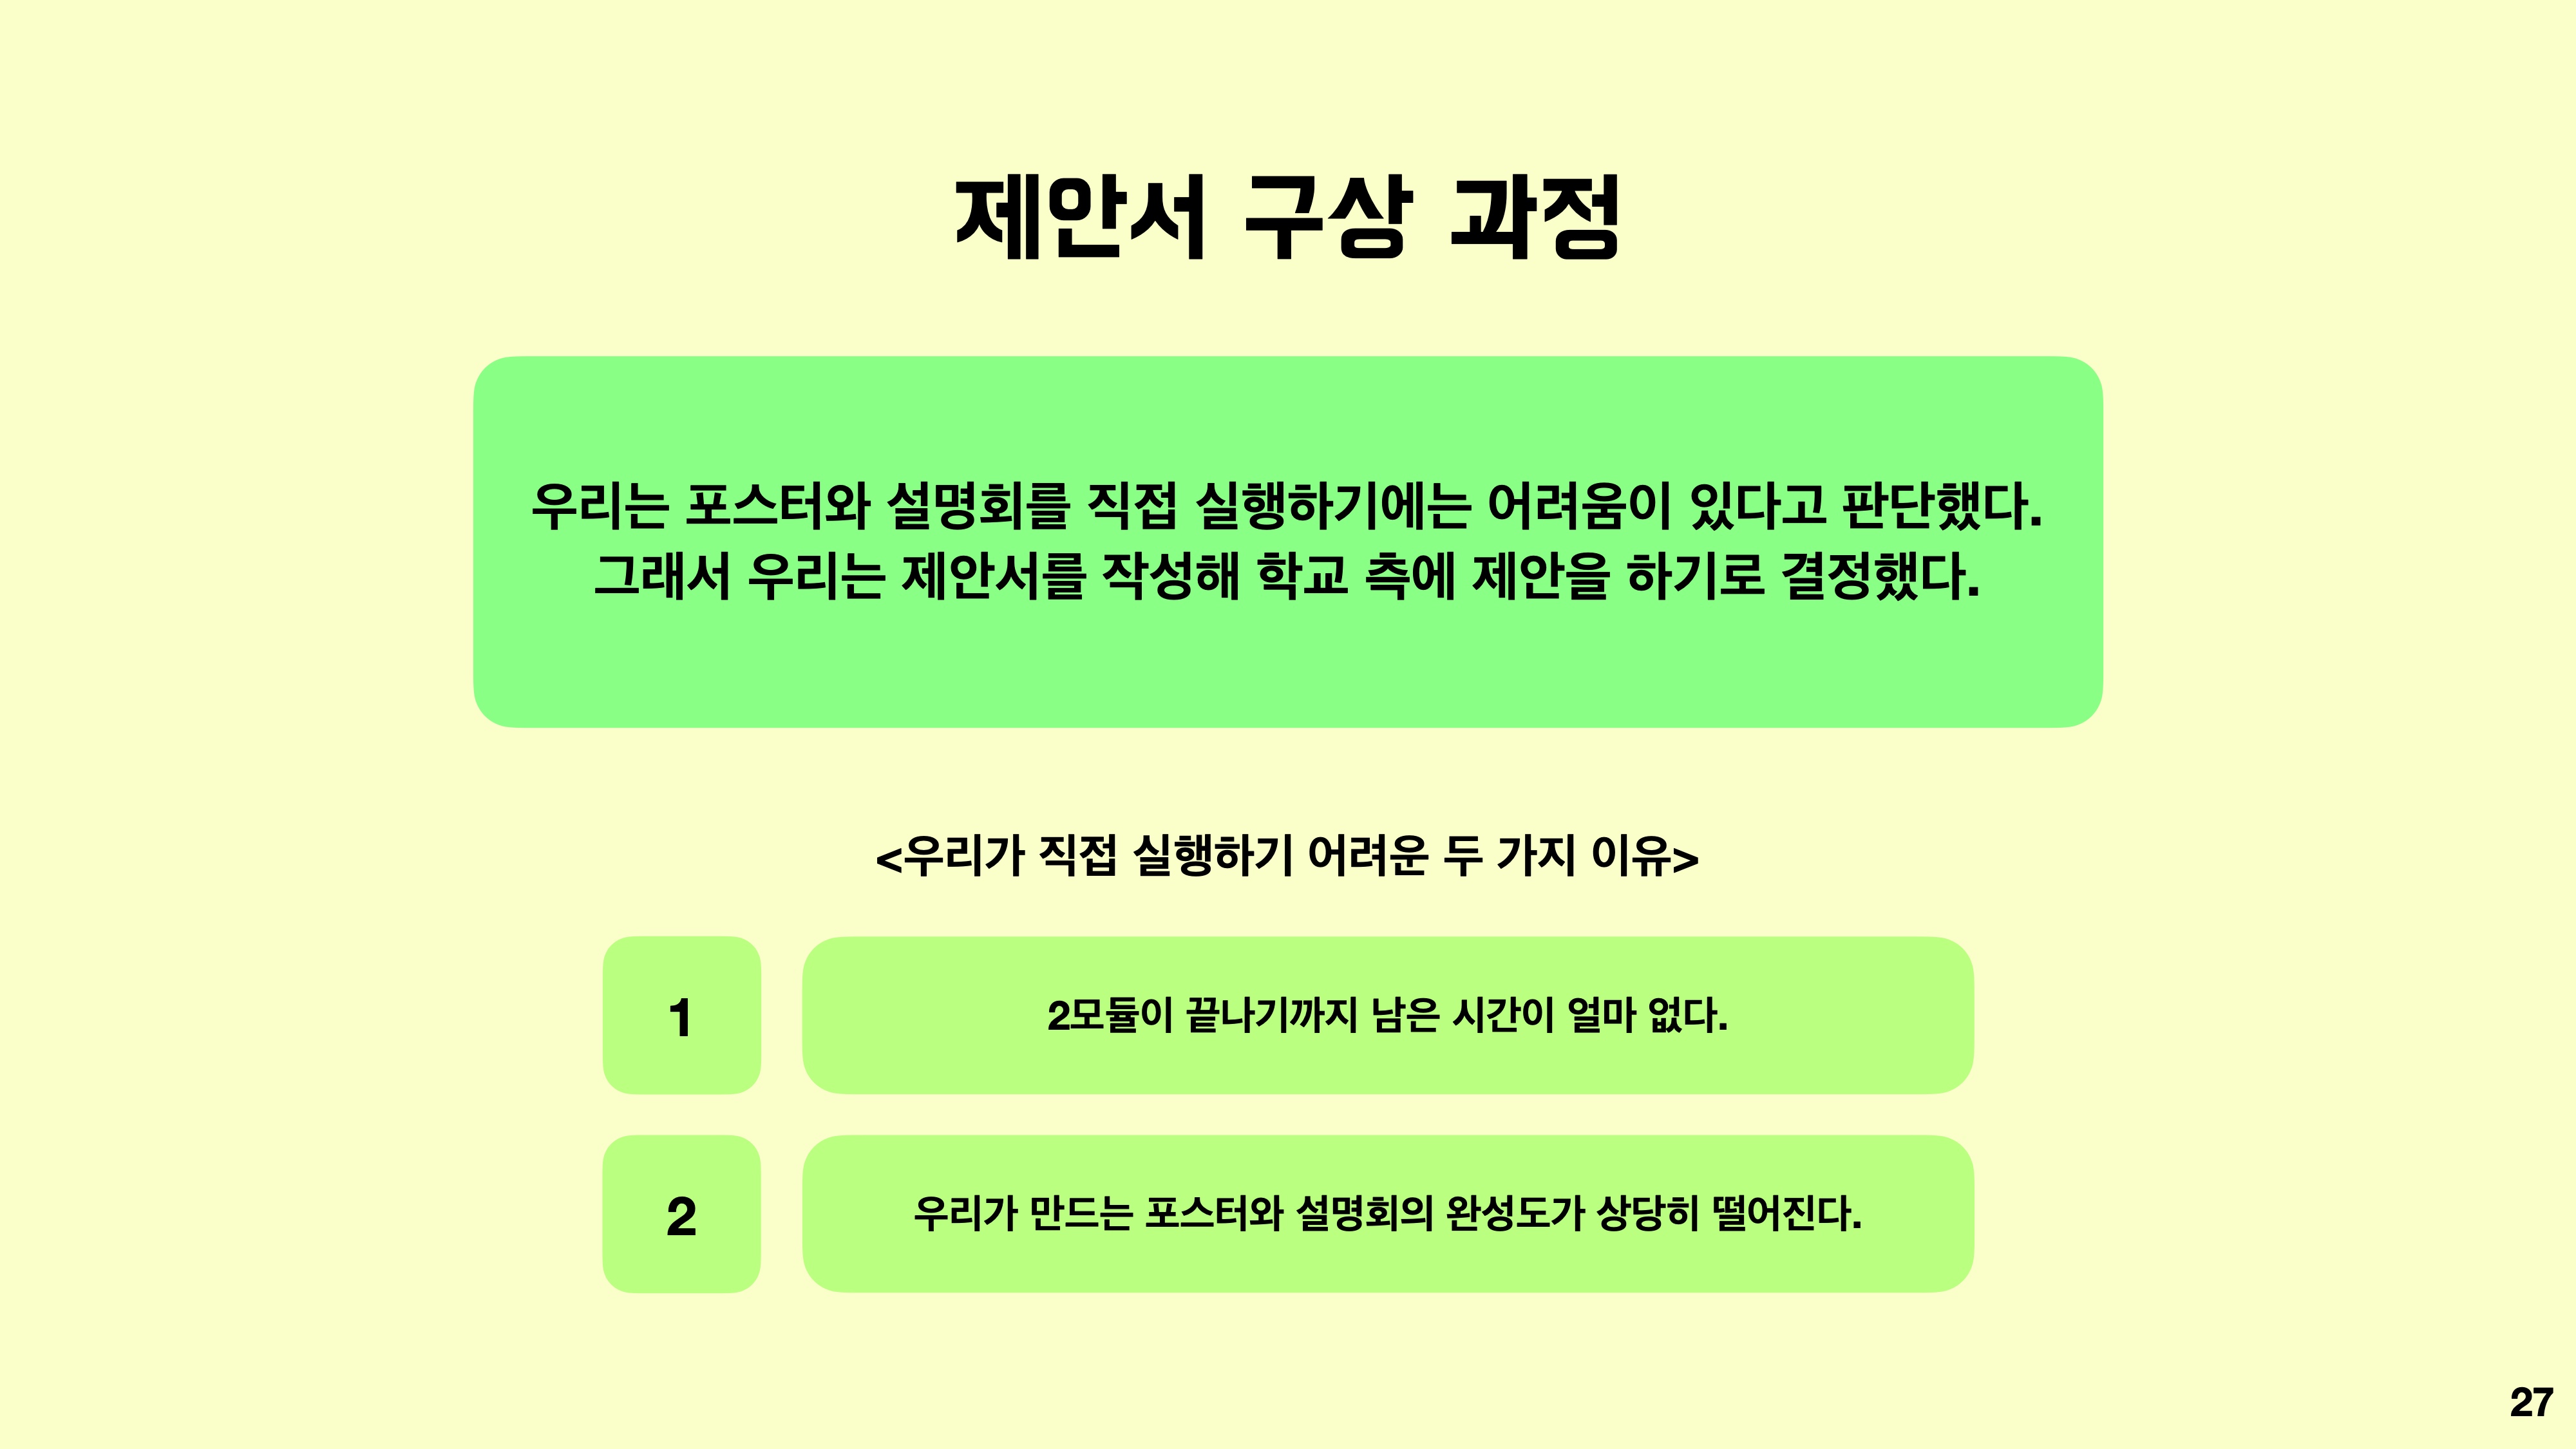 제안서 구상 과정
우리는 포스터와 설명회를 직접 실행하기에는 어려움이 있다고 판단했다.
그래서 우리는 제안서를 작성해 학교 측에 제안을 하기로 결정했다.
<우리가 직접 실행하기 어려운 두 가지 이유>
1
2모듈이 끝나기까지 남은 시간이 얼마 없다.
2
우리가 만드는 포스터와 설명회의 완성도가 상당히 떨어진다.
27